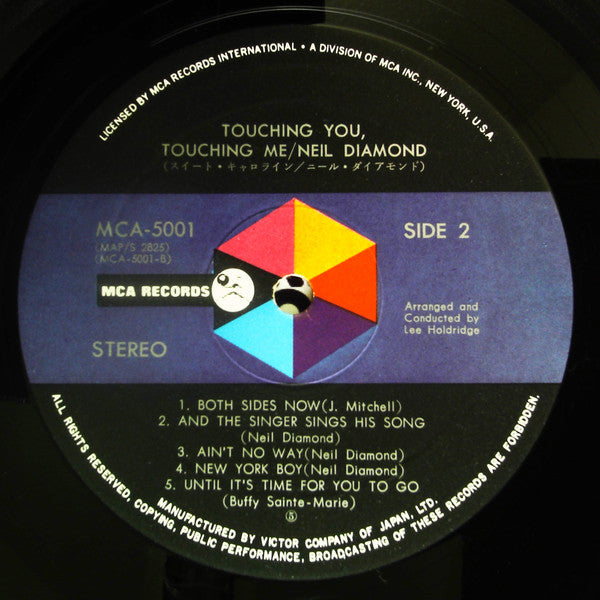 LICENSED BY MCA RECORDS INTERNATIONAL • A DIVISION OF MCA INC., NEW YORK, U.S.A.
TOUCHING YOU,
TOUCHING ME/NEIL DIAMOND
(スイート・キャロライン/ニール・ダイアモンド)
MCA-5001
(MAP/S 2825)
(MCA-5001-B)
SIDE 2
MCA RECORDS
Arranged and
Conducted by
Lee Holdridge
STEREO
1. BOTH SIDES NOW(J. Mitchell)
2. AND THE SINGER SINGS HIS SONG
(Neil Diamond)
3. AIN'T NO WAY(Neil Diamond)
4. NEW YORK BOY(Neil Diamond)
5. UNTIL IT'S TIME FOR YOU TO GO
(Buffy Sainte-Marie)
Ⓢ
MANUFACTURED BY VICTOR COMPANY OF JAPAN, LTD.
ALL RIGHTS RESERVED, COPYING, PUBLIC PERFORMANCE, BROADCASTING OF THESE RECORDS ARE FORBIDDEN.